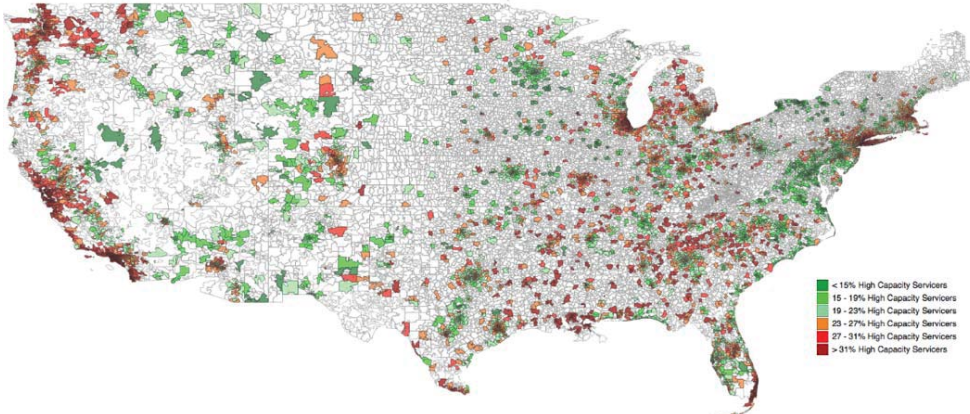 < 15% High Capacity Servicers
15 - 19% High Capacity Servicers
19 - 23% High Capacity Servicers
23 - 27% High Capacity Servicers
27 - 31% High Capacity Servicers
> 31% High Capacity Servicers